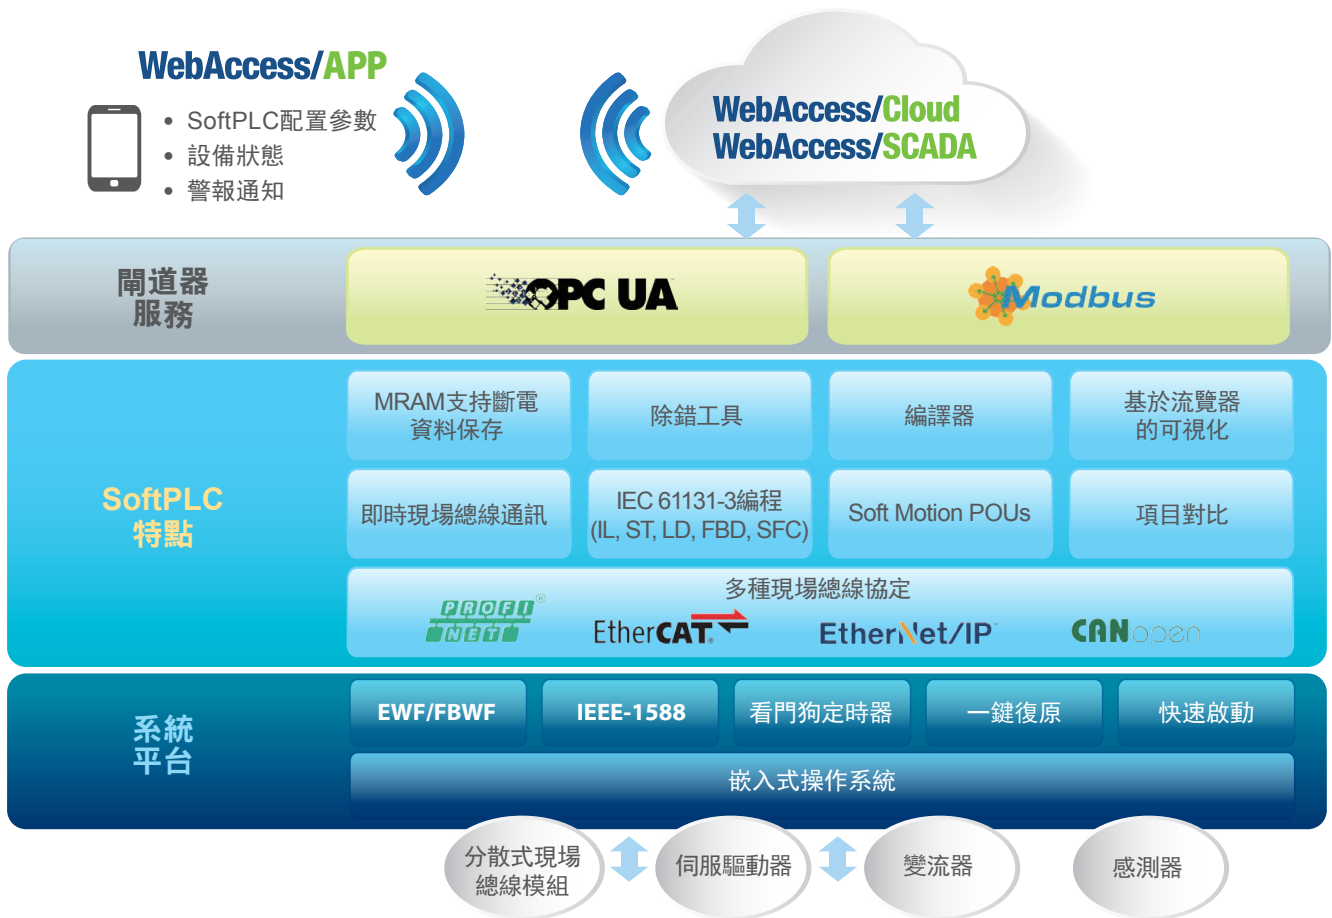 WebAccess/APP
• SoftPLC配置參數
• 設備狀態
• 警報通知
WebAccess/Cloud
WebAccess/SCADA
閘道器
服務
OPC UA
Modbus
SoftPLC
特點
MRAM支持斷電
資料保存
除錯工具
編譯器
基於流覽器
的可視化
即時現場總線通訊
IEC 61131-3編程
(IL, ST, LD, FBD, SFC)
Soft Motion POUs
項目對比
多種現場總線協定
PROFI®
NET
EtherCAT®
EtherNet/IP™
CANopen
系統
平台
EWF/FBWF
IEEE-1588
看門狗定時器
一鍵復原
快速啟動
嵌入式操作系統
分散式現場
總線模組
伺服驅動器
變流器
感測器